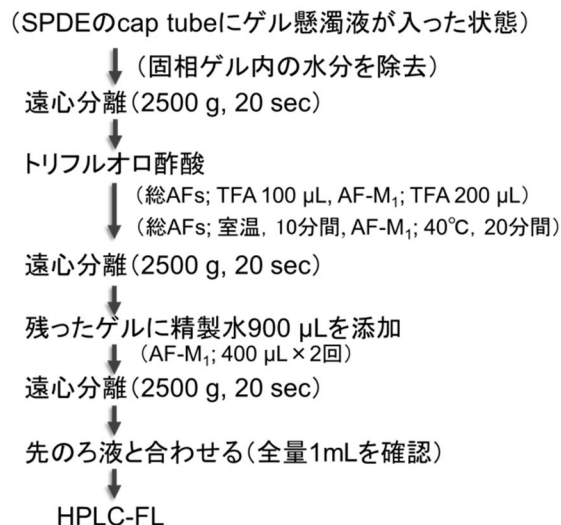 （SPDEのcap tubeにゲル懸濁液が入った状態）
（固相ゲル内の水分を除去）
遠心分離（2500 g, 20 sec）
トリフルオロ酢酸
（総AFs; TFA 100 µL, AF-M₁; TFA 200 µL）
（総AFs; 室温，10分間, AF-M₁; 40℃，20分間）
遠心分離（2500 g, 20 sec）
残ったゲルに精製水900 µLを添加
（AF-M₁; 400 µL×2回）
遠心分離（2500 g, 20 sec）
先のろ液と合わせる（全量1mLを確認）
HPLC-FL